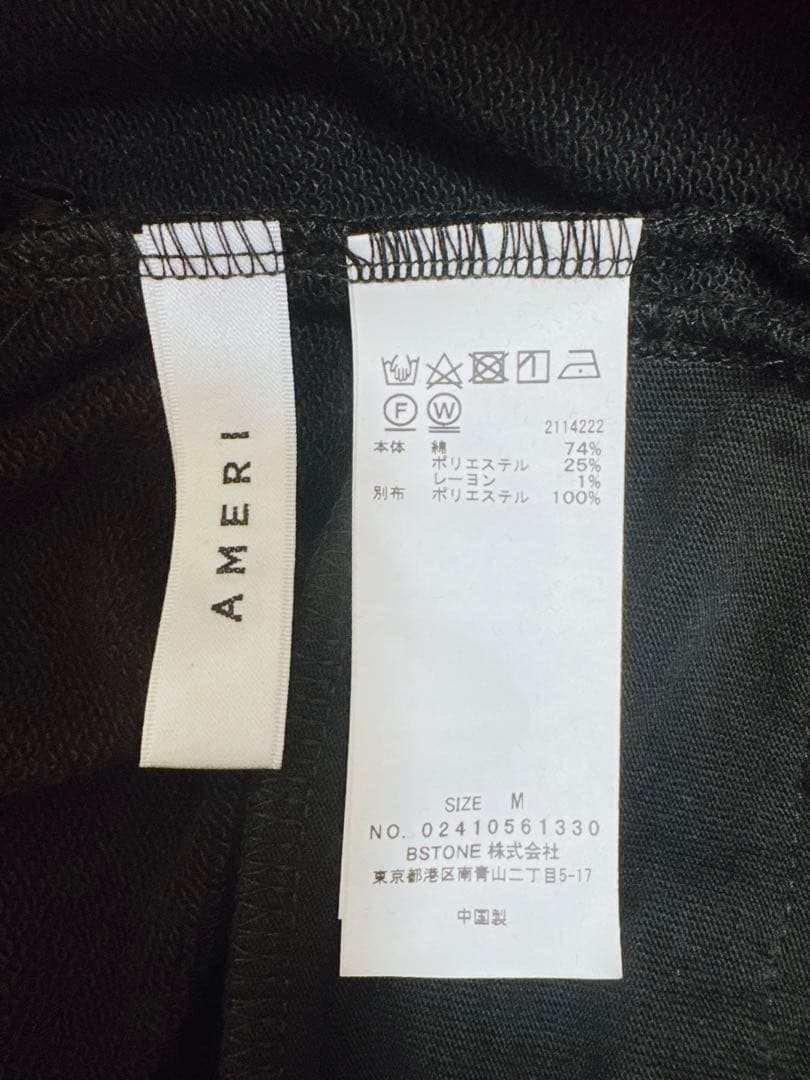 AMERI
F W
2114222
本体 綿 74%
ポリエステル 25%
レーヨン 1%
別布 ポリエステル 100%
SIZE M
NO. 02410561330
BSTONE 株式会社
東京都港区南青山二丁目5-17
中国製